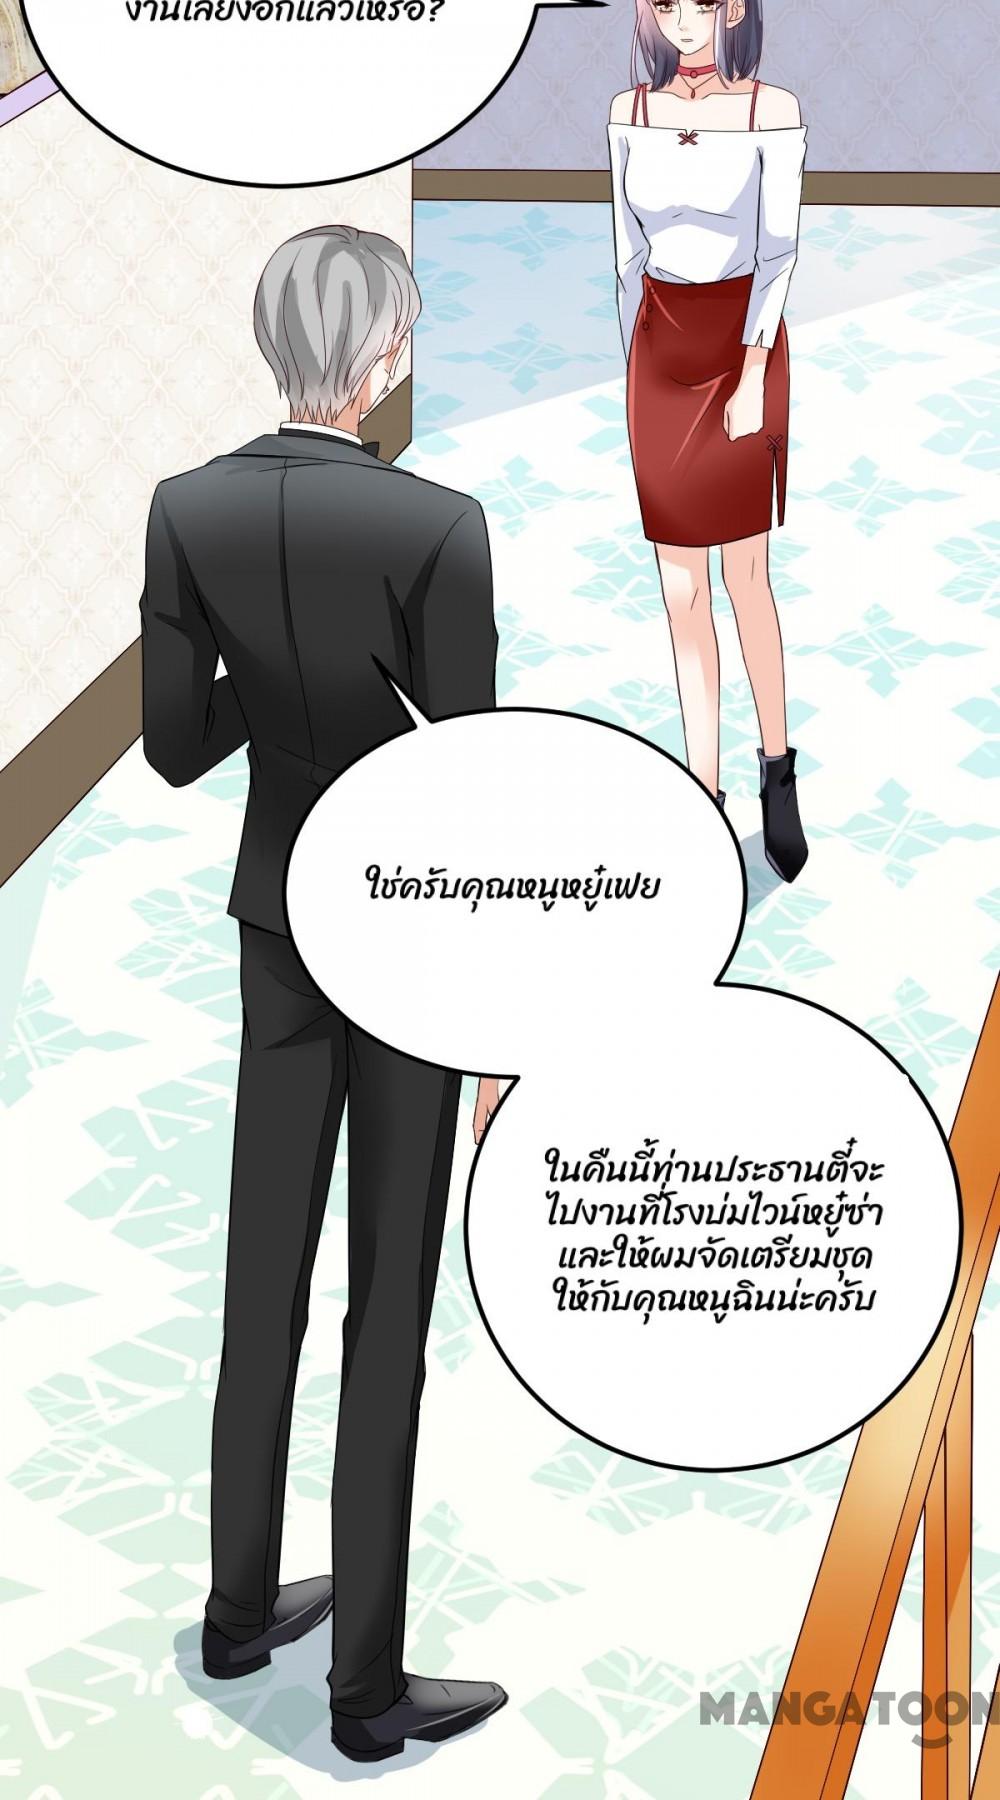 งานเลี้ยงอีกแล้วเหรอ?
ใช่ครับคุณหนูหยู๋เฟย
ในคืนนี้ท่านประธานตี๋จะ
ไปงานที่โรงบ่มไวน์หยู๋ซ่า
และให้ผมจัดเตรียมชุด
ให้กับคุณหนูฉินน่ะครับ
MANGATOON